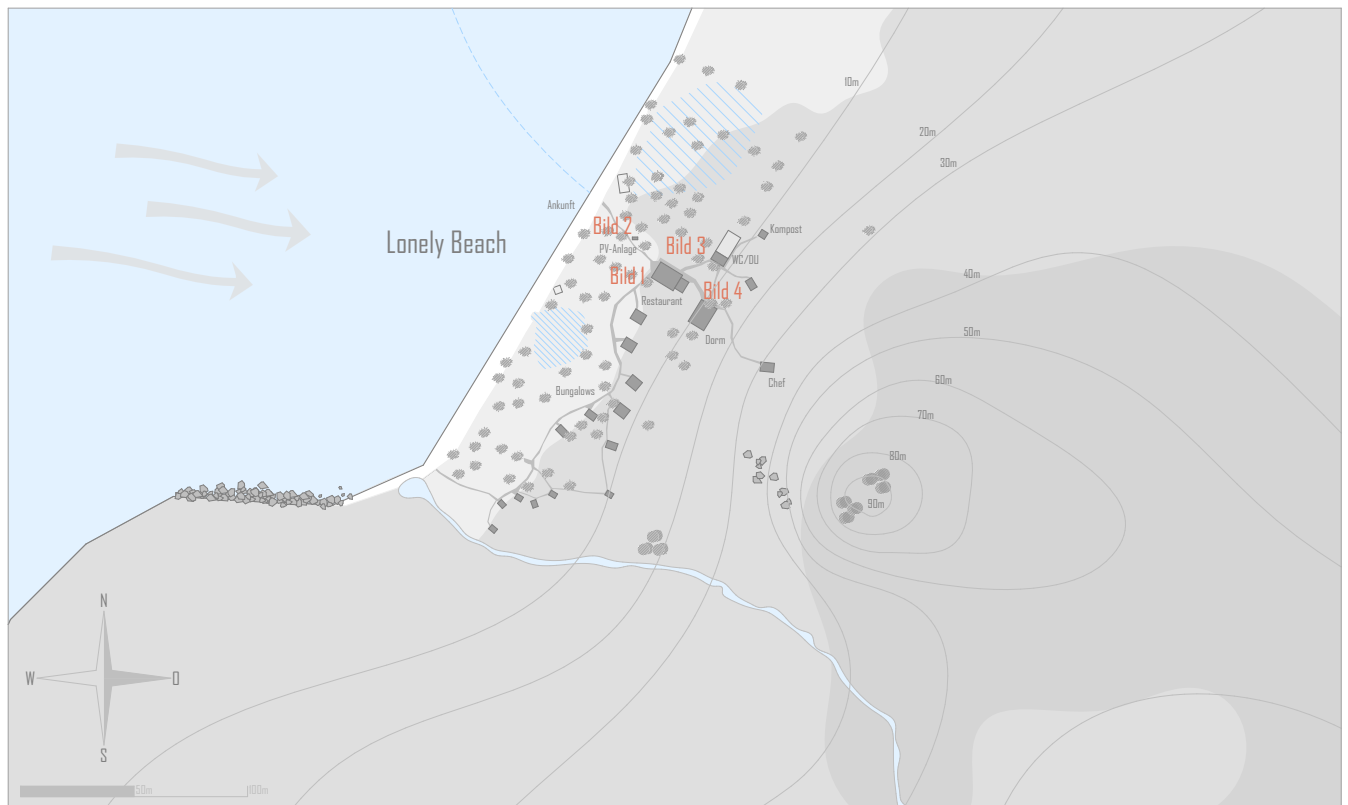 10m
20m
30m
Ankunft
Bild 2
Kompost
Lonely Beach
PV-Anlage
Bild 3
WC/DU
40m
Bild 1
Bild 4
Restaurant
50m
Dorm
60m
Chef
Bungalows
70m
80m
90m
N
W
O
S
50m
100m